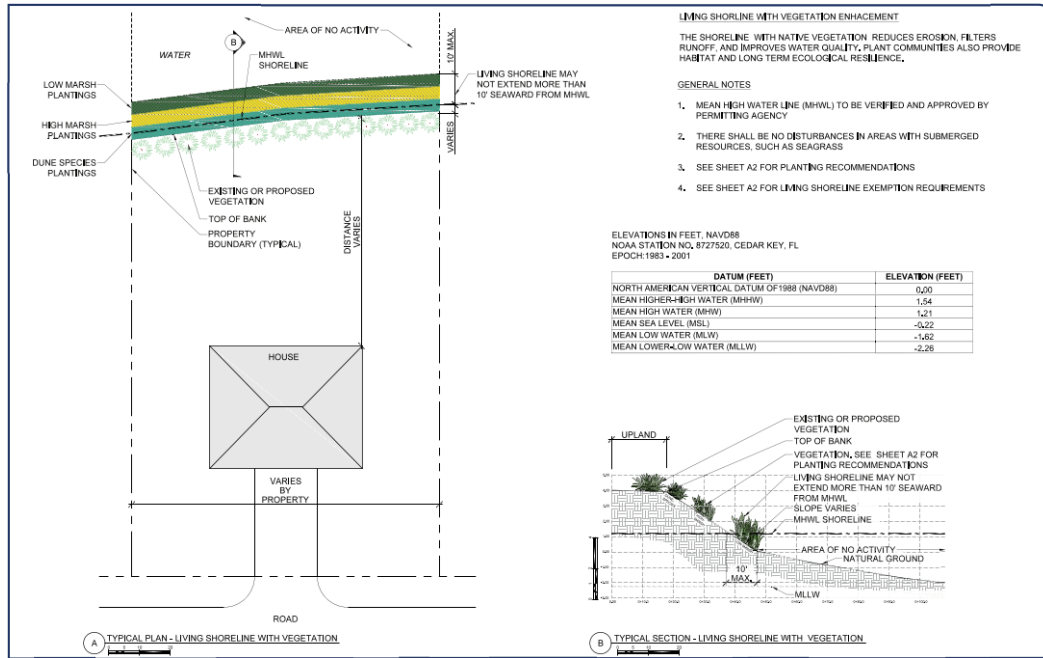 AREA OF NO ACTIVITY
B
WATER
MHWL
SHORELINE
10' MAX.
LOW MARSH
PLANTINGS
LIVING SHORELINE MAY
NOT EXTEND MORE THAN
10' SEAWARD FROM MHWL
HIGH MARSH
PLANTINGS
VARIES
DUNE SPECIES
PLANTINGS
EXISTING OR PROPOSED
VEGETATION
TOP OF BANK
PROPERTY
BOUNDARY (TYPICAL)
DISTANCE
VARIES
HOUSE
VARIES
BY
PROPERTY
ROAD
A
TYPICAL PLAN - LIVING SHORELINE WITH VEGETATION
LIVING SHORLINE WITH VEGETATION ENHACEMENT
THE SHORELINE WITH NATIVE VEGETATION REDUCES EROSION, FILTERS
RUNOFF, AND IMPROVES WATER QUALITY. PLANT COMMUNITIES ALSO PROVIDE
HABITAT AND LONG TERM ECOLOGICAL RESILIENCE.
GENERAL NOTES
1. MEAN HIGH WATER LINE (MHWL) TO BE VERIFIED AND APPROVED BY
PERMITTING AGENCY
2. THERE SHALL BE NO DISTURBANCES IN AREAS WITH SUBMERGED
RESOURCES, SUCH AS SEAGRASS
3. SEE SHEET A2 FOR PLANTING RECOMMENDATIONS
4. SEE SHEET A2 FOR LIVING SHORELINE EXEMPTION REQUIREMENTS
ELEVATIONS IN FEET, NAVD88
NOAA STATION NO. 8727520, CEDAR KEY, FL
EPOCH:1983 - 2001
DATUM (FEET) ELEVATION (FEET)
NORTH AMERICAN VERTICAL DATUM OF1988 (NAVD88) 0.00
MEAN HIGHER-HIGH WATER (MHHW) 1.54
MEAN HIGH WATER (MHW) 1.21
MEAN SEA LEVEL (MSL) -0.22
MEAN LOW WATER (MLW) -1.62
MEAN LOWER-LOW WATER (MLLW) -2.26
UPLAND
EXISTING OR PROPOSED
VEGETATION
TOP OF BANK
VEGETATION, SEE SHEET A2 FOR
PLANTING RECOMMENDATIONS
LIVING SHORELINE MAY NOT
EXTEND MORE THAN 10' SEAWARD
FROM MHWL
SLOPE VARIES
MHWL SHORELINE
AREA OF NO ACTIVITY
NATURAL GROUND
10'
MAX.
MLLW
B
TYPICAL SECTION - LIVING SHORELINE WITH VEGETATION